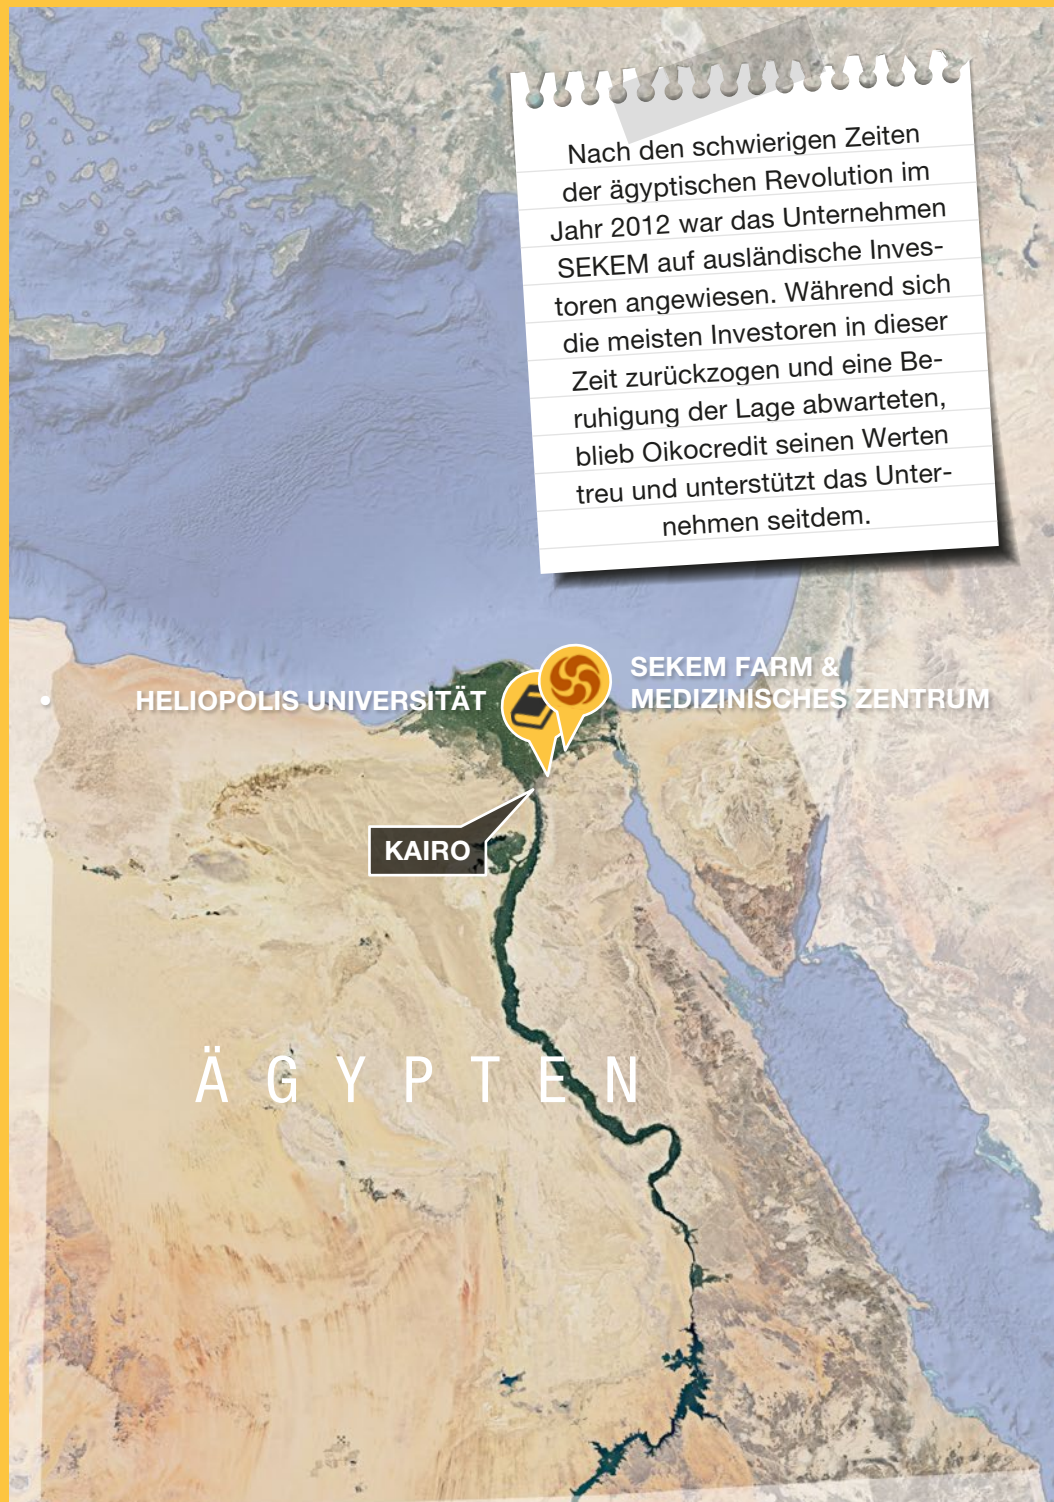 Nach den schwierigen Zeiten
der ägyptischen Revolution im
Jahr 2012 war das Unternehmen
SEKEM auf ausländische Inves-
toren angewiesen. Während sich
die meisten Investoren in dieser
Zeit zurückzogen und eine Be-
ruhigung der Lage abwarteten,
blieb Oikocredit seinen Werten
treu und unterstützt das Unter-
nehmen seitdem.
SEKEM FARM &
MEDIZINISCHES ZENTRUM
• HELIOPOLIS UNIVERSITÄT
KAIRO
ÄGYPTEN